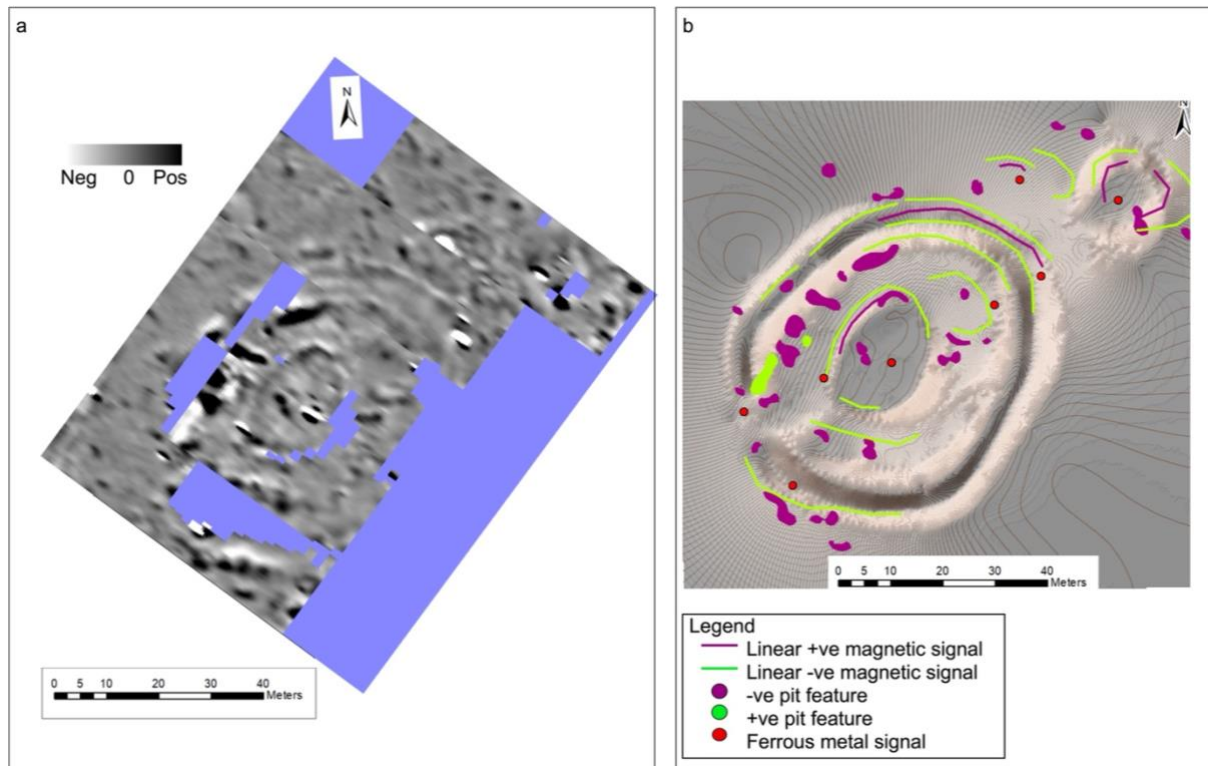 a
N
Neg 0 Pos
0 5 10 20 30 40
Meters
b
N
0 5 10 20 30 40
Meters
Legend
Linear +ve magnetic signal
Linear -ve magnetic signal
-ve pit feature
+ve pit feature
Ferrous metal signal